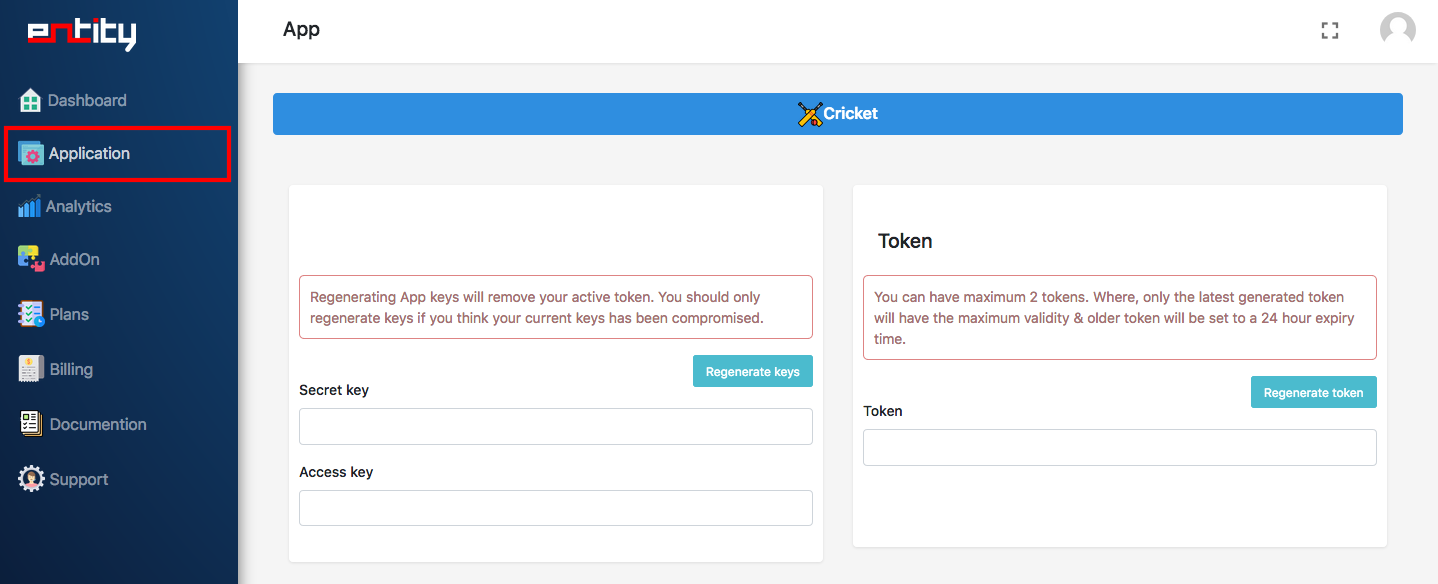 entity
App
Dashboard
Application
Analytics
AddOn
Plans
Billing
Documention
Support
Cricket
Regenerating App keys will remove your active token. You should only
regenerate keys if you think your current keys has been compromised.
Regenerate keys
Secret key
Access key
Token
You can have maximum 2 tokens. Where, only the latest generated token
will have the maximum validity & older token will be set to a 24 hour expiry
time.
Regenerate token
Token